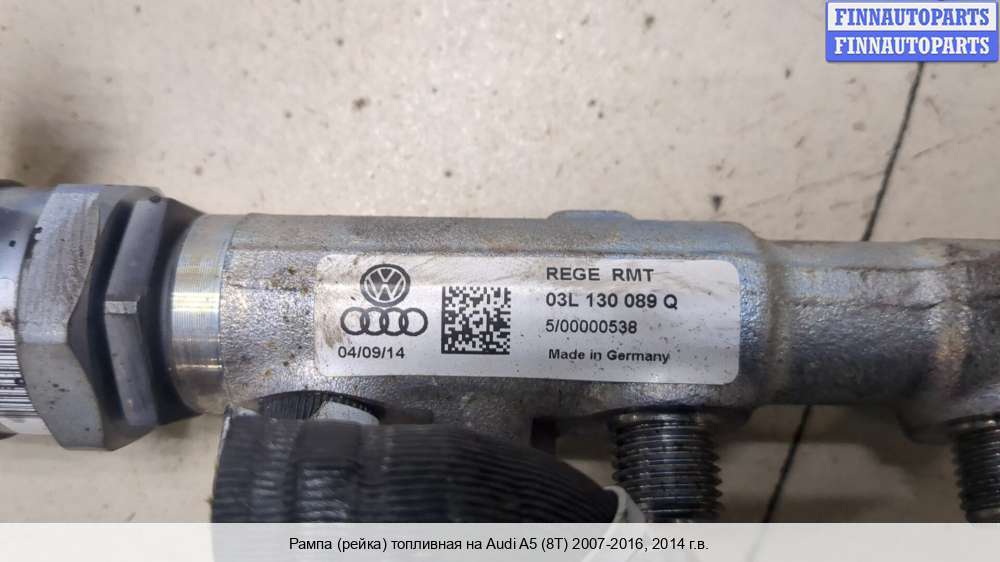 FINNAUTOPARTS
FINNAUTOPARTS
REGE RMT
03L 130 089 Q
5/00000538
04/09/14
Made in Germany
Рампа (рейка) топливная на Audi A5 (8T) 2007-2016, 2014 г.в.